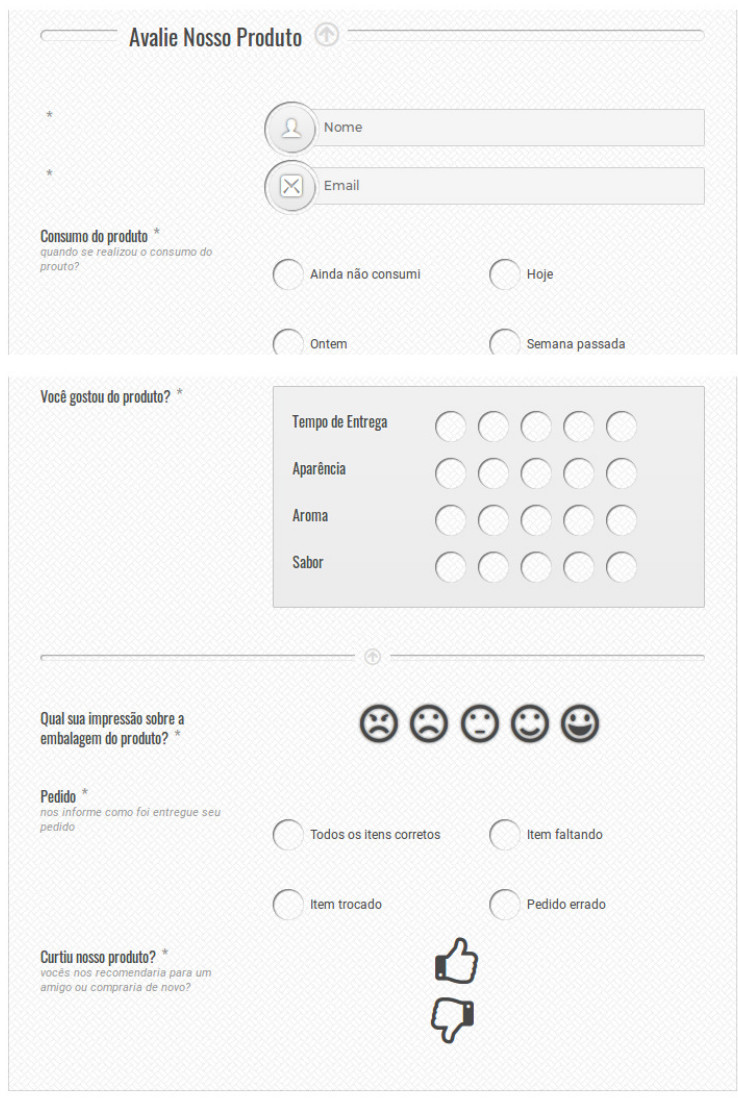 Avalie Nosso Produto
*
Nome
*
Email
Consumo do produto *
quando se realizou o consumo do
prouto?
Ainda não consumi
Hoje
Ontem
Semana passada
Você gostou do produto? *
Tempo de Entrega
Aparência
Aroma
Sabor
Qual sua impressão sobre a
embalagem do produto? *
Pedido *
nos informe como foi entregue seu
pedido
Todos os itens corretos
Item faltando
Item trocado
Pedido errado
Curtiu nosso produto? *
vocês nos recomendaria para um
amigo ou compraria de novo?